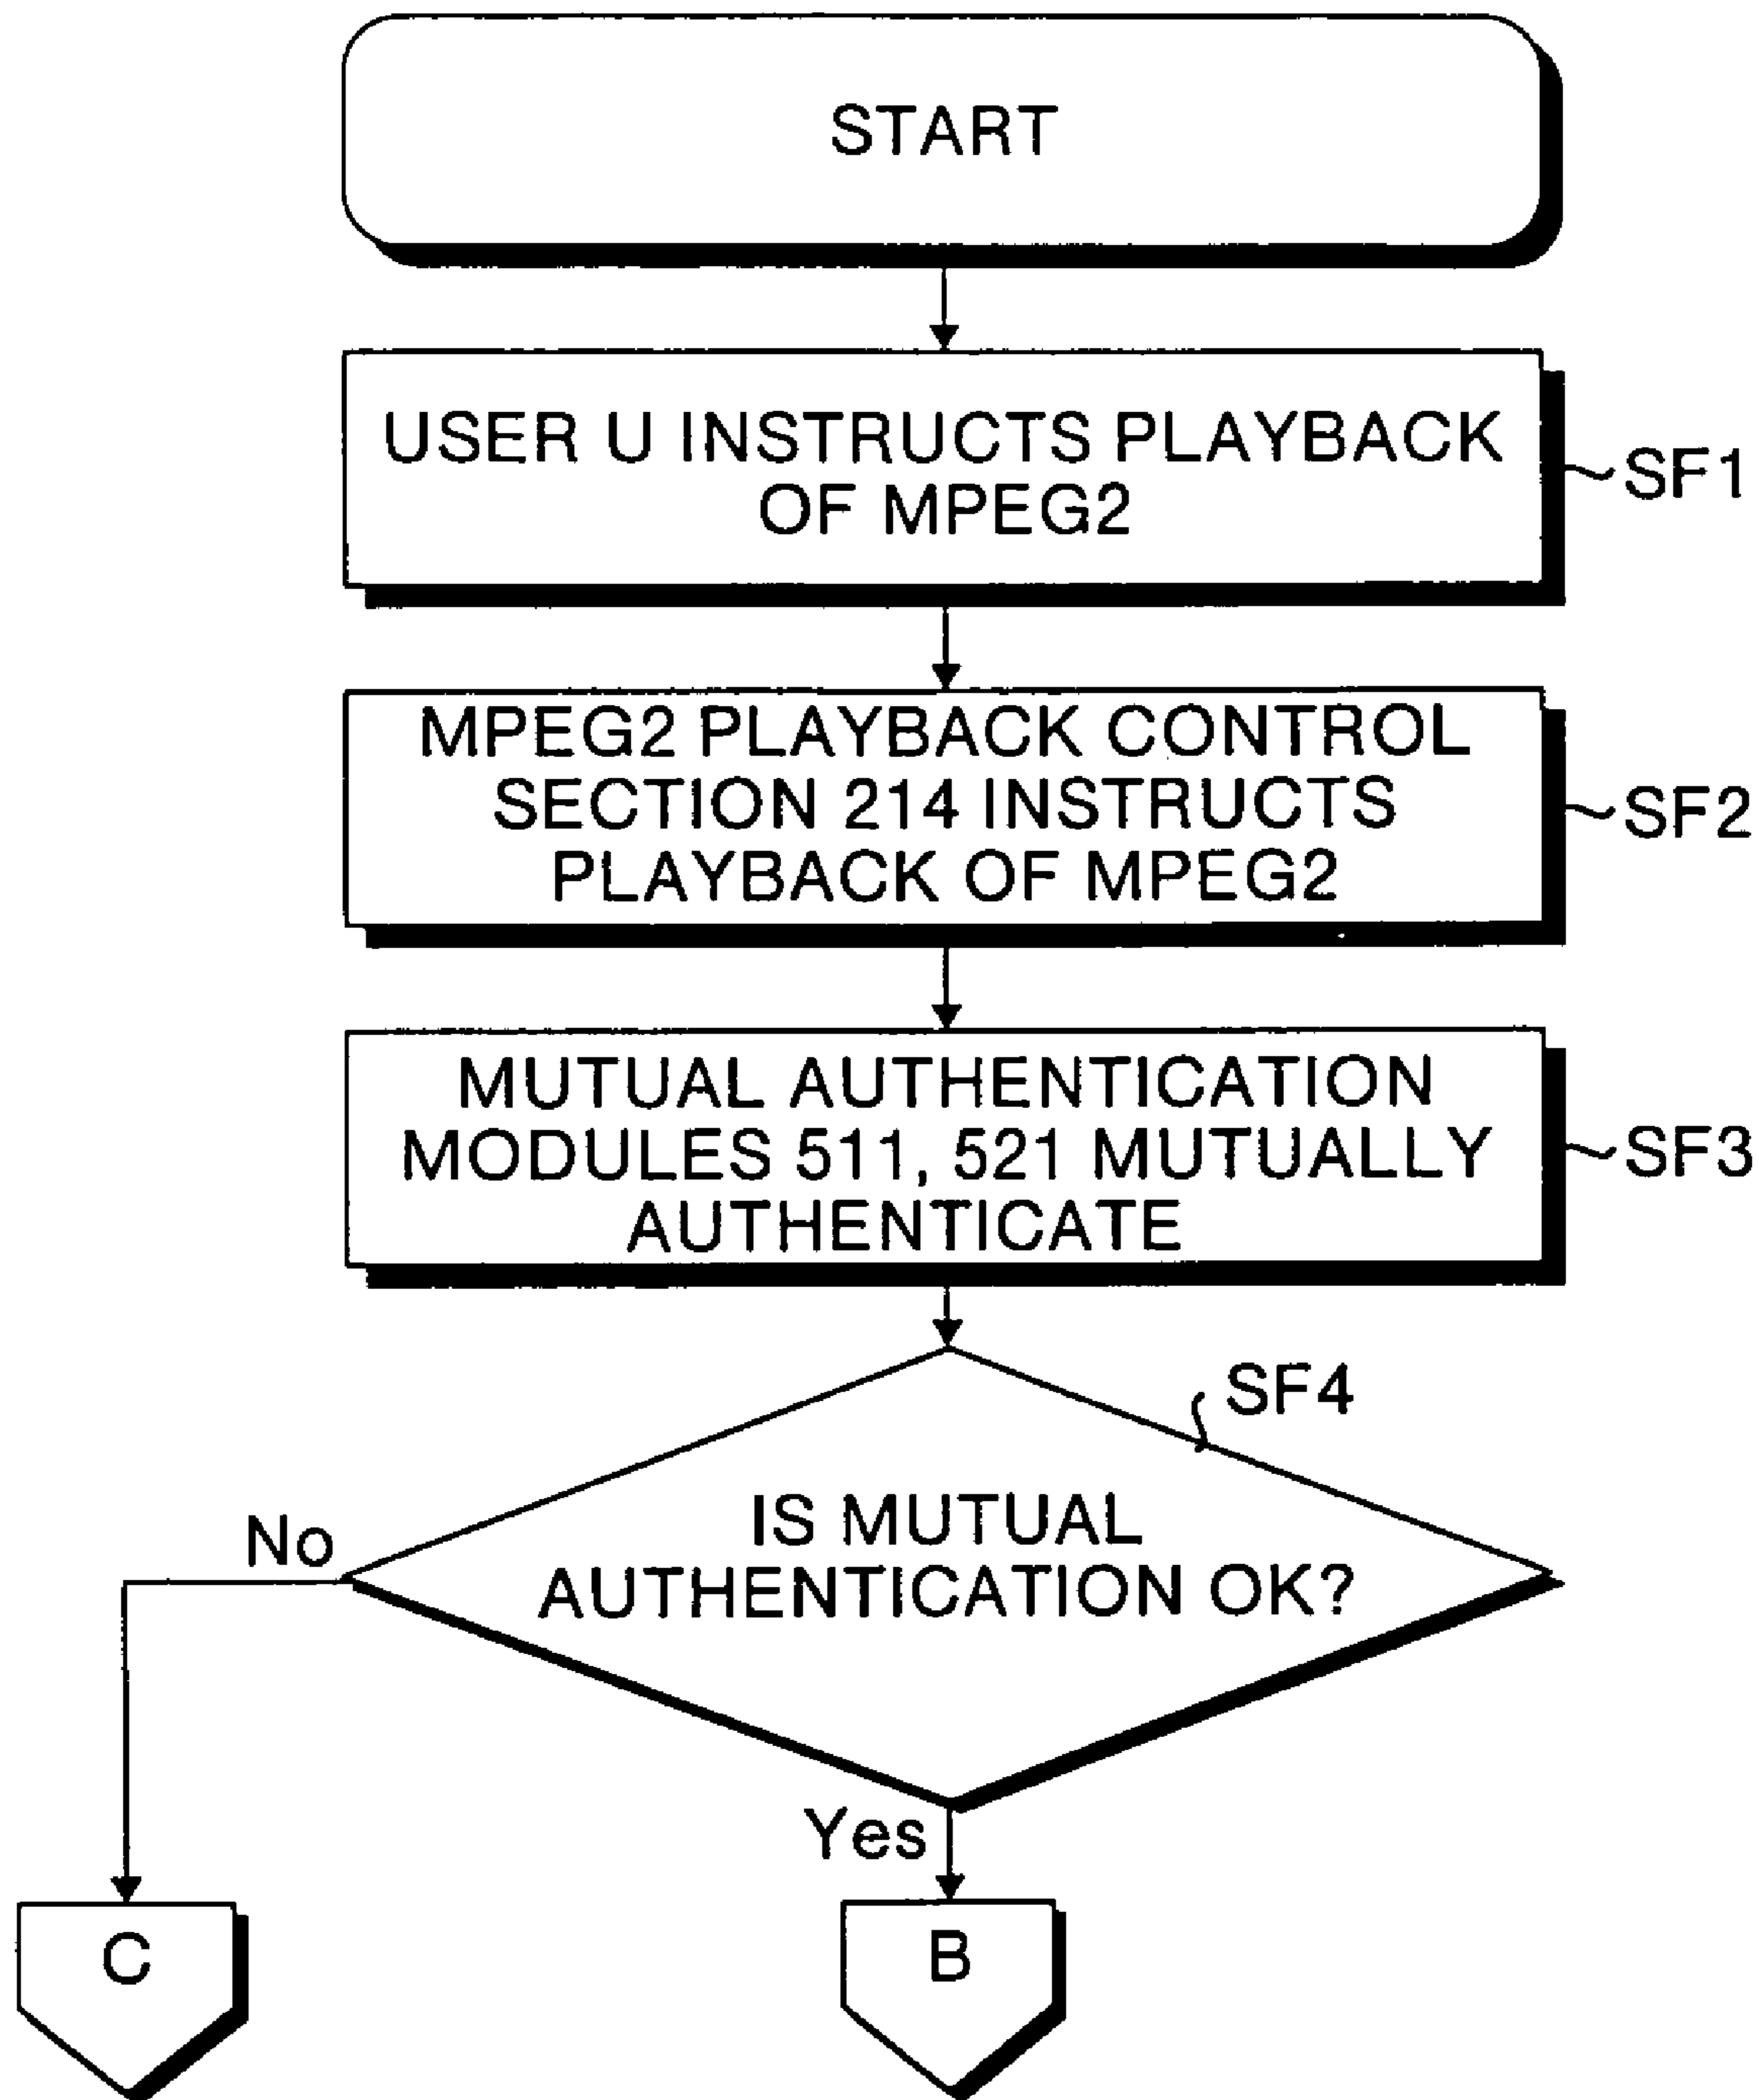 START
USER U INSTRUCTS PLAYBACK
OF MPEG2
SF1
MPEG2 PLAYBACK CONTROL
SECTION 214 INSTRUCTS
PLAYBACK OF MPEG2
SF2
MUTUAL AUTHENTICATION
MODULES 511, 521 MUTUALLY
AUTHENTICATE
SF3
SF4
IS MUTUAL
AUTHENTICATION OK?
No
Yes
C
B